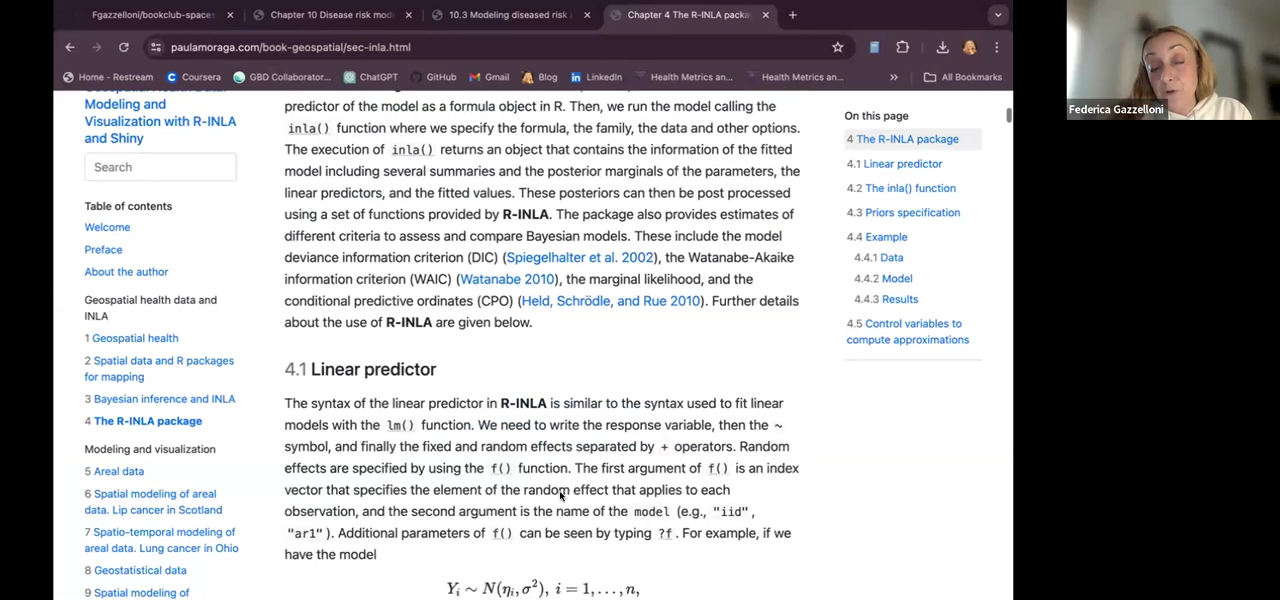 Fgazzelloni/bookclub-spaces
Chapter 10 Disease risk mod
10.3 Modeling diseased risk
Chapter 4 The R-INLA packa
paulamoraga.com/book-geospatial/sec-inla.html
Home - Restream
Coursera
GBD Collaborator...
ChatGPT
GitHub
Gmail
Blog
LinkedIn
Health Metrics an...
Health Metrics an...
»
All Bookmarks
Geospatial Health Data:
Modeling and
Visualization with R-INLA
and Shiny
Search
Table of contents
Welcome
Preface
About the author
Geospatial health data and
INLA
1 Geospatial health
2 Spatial data and R packages
for mapping
3 Bayesian inference and INLA
4 The R-INLA package
Modeling and visualization
5 Areal data
6 Spatial modeling of areal
data. Lip cancer in Scotland
7 Spatio-temporal modeling of
areal data. Lung cancer in Ohio
8 Geostatistical data
9 Spatial modeling of
predictor of the model as a formula object in R. Then, we run the model calling the
inla() function where we specify the formula, the family, the data and other options.
The execution of inla() returns an object that contains the information of the fitted
model including several summaries and the posterior marginals of the parameters, the
linear predictors, and the fitted values. These posteriors can then be post processed
using a set of functions provided by R-INLA. The package also provides estimates of
different criteria to assess and compare Bayesian models. These include the model
deviance information criterion (DIC) (Spiegelhalter et al. 2002), the Watanabe-Akaike
information criterion (WAIC) (Watanabe 2010), the marginal likelihood, and the
conditional predictive ordinates (CPO) (Held, Schrödle, and Rue 2010). Further details
about the use of R-INLA are given below.
4.1 Linear predictor
The syntax of the linear predictor in R-INLA is similar to the syntax used to fit linear
models with the lm() function. We need to write the response variable, then the ~
symbol, and finally the fixed and random effects separated by + operators. Random
effects are specified by using the f() function. The first argument of f() is an index
vector that specifies the element of the random effect that applies to each
observation, and the second argument is the name of the model (e.g., "iid",
"ar1"). Additional parameters of f() can be seen by typing ?f. For example, if we
have the model
Yᵢ ∼ N(ηᵢ, σ²), i = 1, . . . , n,
On this page
4 The R-INLA package
4.1 Linear predictor
4.2 The inla() function
4.3 Priors specification
4.4 Example
4.4.1 Data
4.4.2 Model
4.4.3 Results
4.5 Control variables to
compute approximations
Federica Gazzelloni